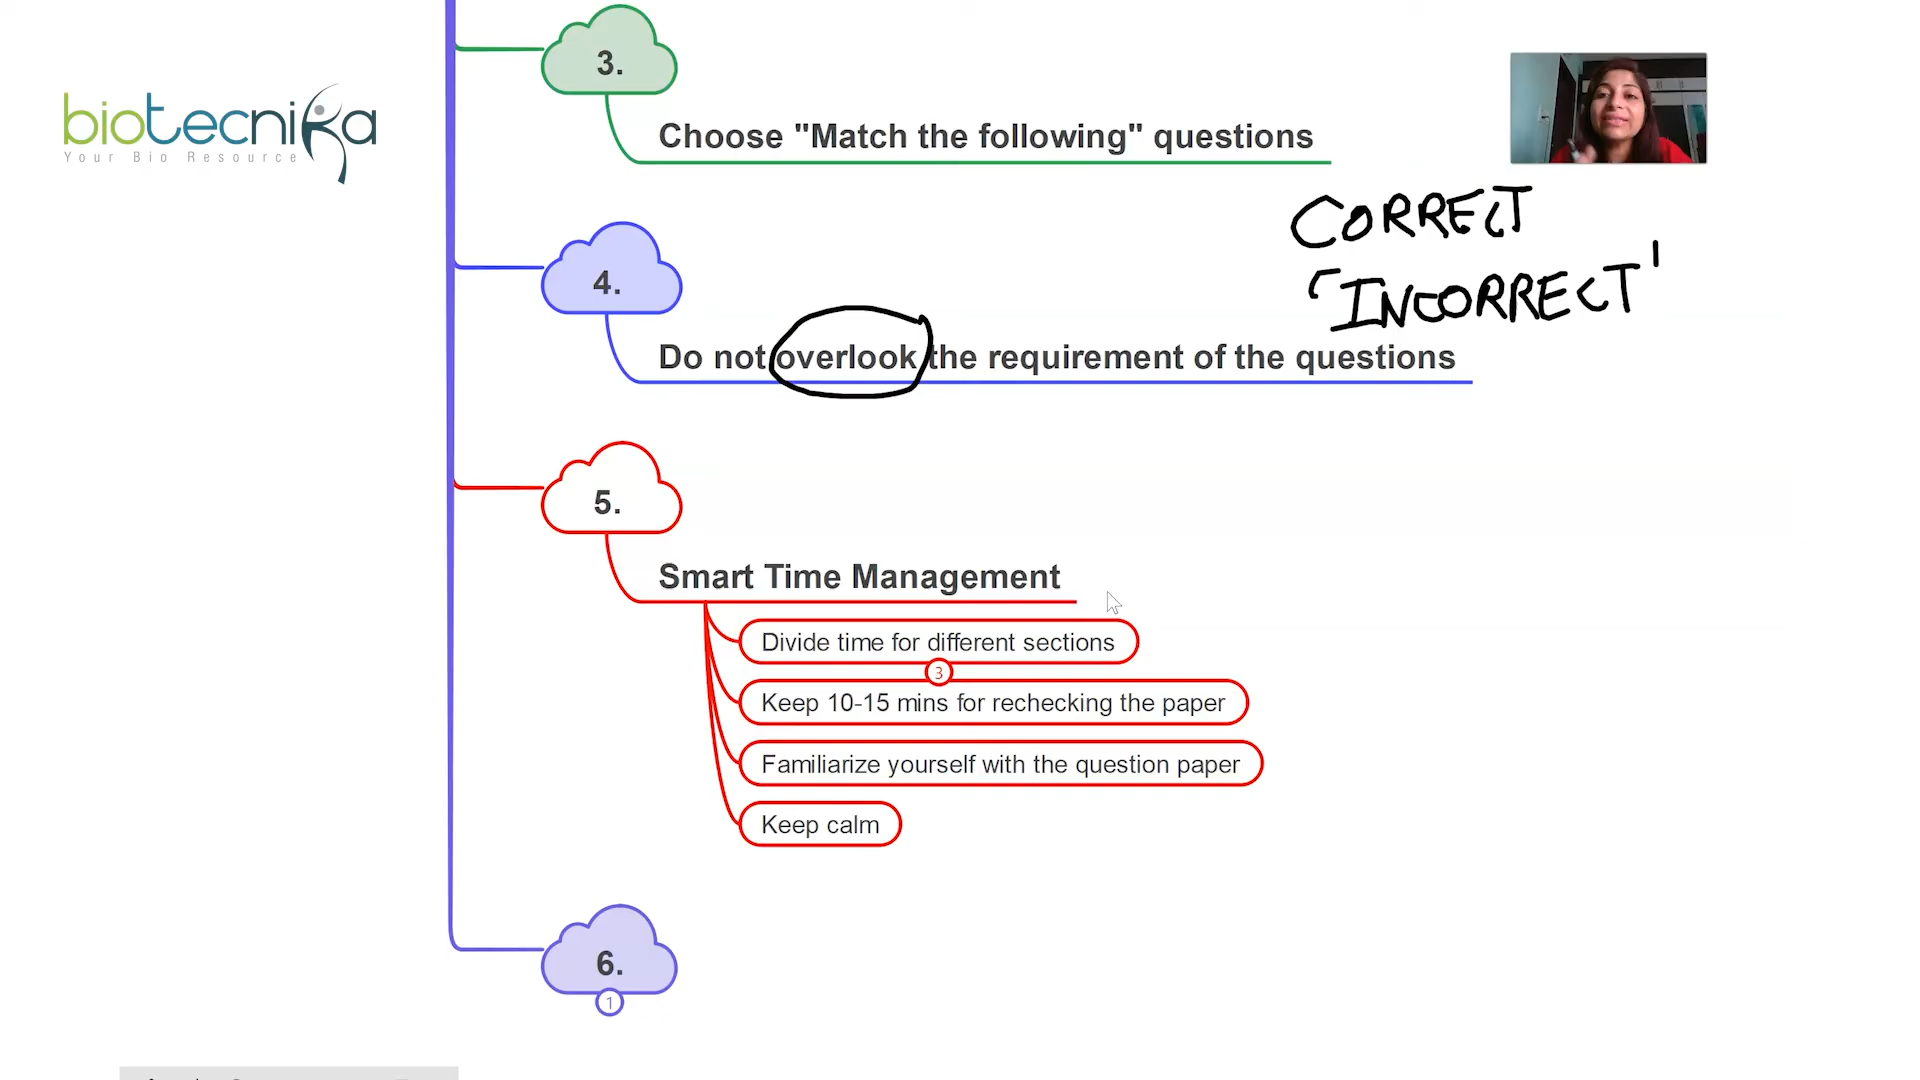 3.
biotecnika
Your Bio Resource
Choose "Match the following" questions
CORRECT
'INCORRECT'
4.
Do not overlook the requirement of the questions
5.
Smart Time Management
Divide time for different sections
3
Keep 10-15 mins for rechecking the paper
Familiarize yourself with the question paper
Keep calm
6.
1